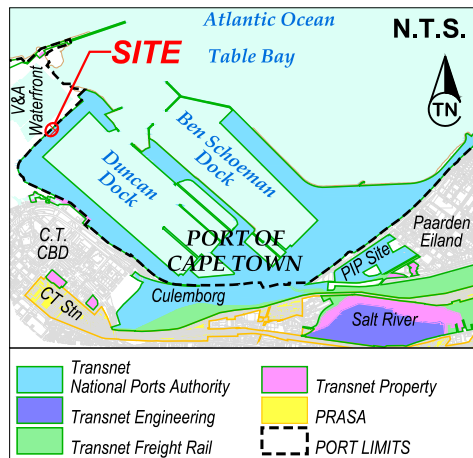 Atlantic Ocean
Table Bay
N.T.S.
SITE
V&A
Waterfront
TN
Ben Schoeman
Dock
Duncan
Dock
Paarden
Eiland
C.T.
CBD
PORT OF
CAPE TOWN
PIP Site
CT Stn
Culemborg
Salt River
Transnet
National Ports Authority
Transnet Engineering
Transnet Freight Rail
Transnet Property
PRASA
PORT LIMITS